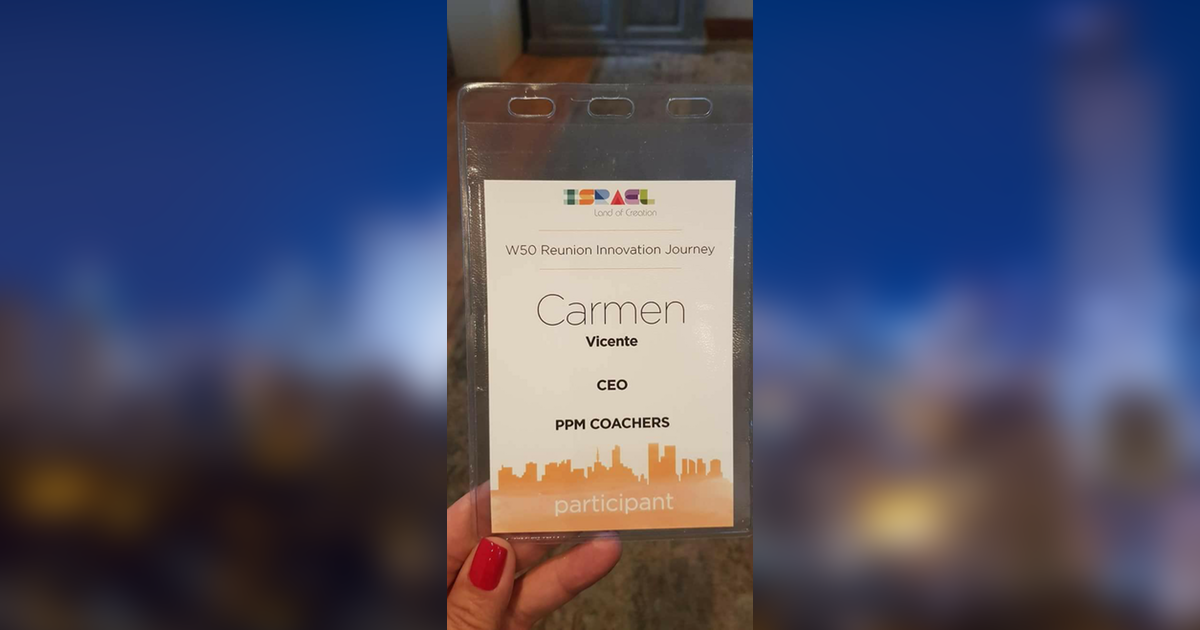 ISRAEL
Land of Creation
W50 Reunion Innovation Journey
Carmen
Vicente
CEO
PPM COACHERS
participant